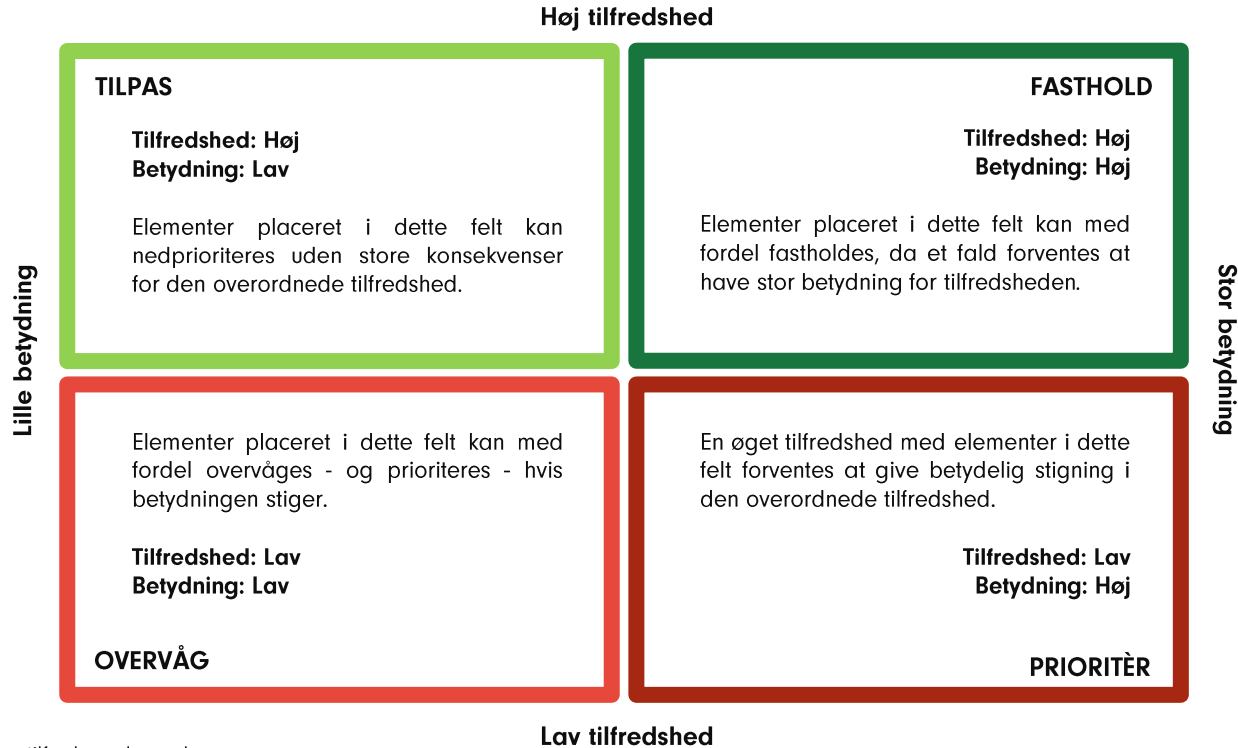 Høj tilfredshed
TILPAS
Tilfredshed: Høj
Betydning: Lav
Elementer placeret i dette felt kan
nedprioriteres uden store konsekvenser
for den overordnede tilfredshed.
FASTHOLD
Tilfredshed: Høj
Betydning: Høj
Elementer placeret i dette felt kan med
fordel fastholdes, da et fald forventes at
have stor betydning for tilfredsheden.
Lille betydning
Stor betydning
Elementer placeret i dette felt kan med
fordel overvåges - og prioriteres - hvis
betydningen stiger.
Tilfredshed: Lav
Betydning: Lav
OVERVÅG
En øget tilfredshed med elementer i dette
felt forventes at give betydelig stigning i
den overordnede tilfredshed.
Tilfredshed: Lav
Betydning: Høj
PRIORITÈR
Lav tilfredshed